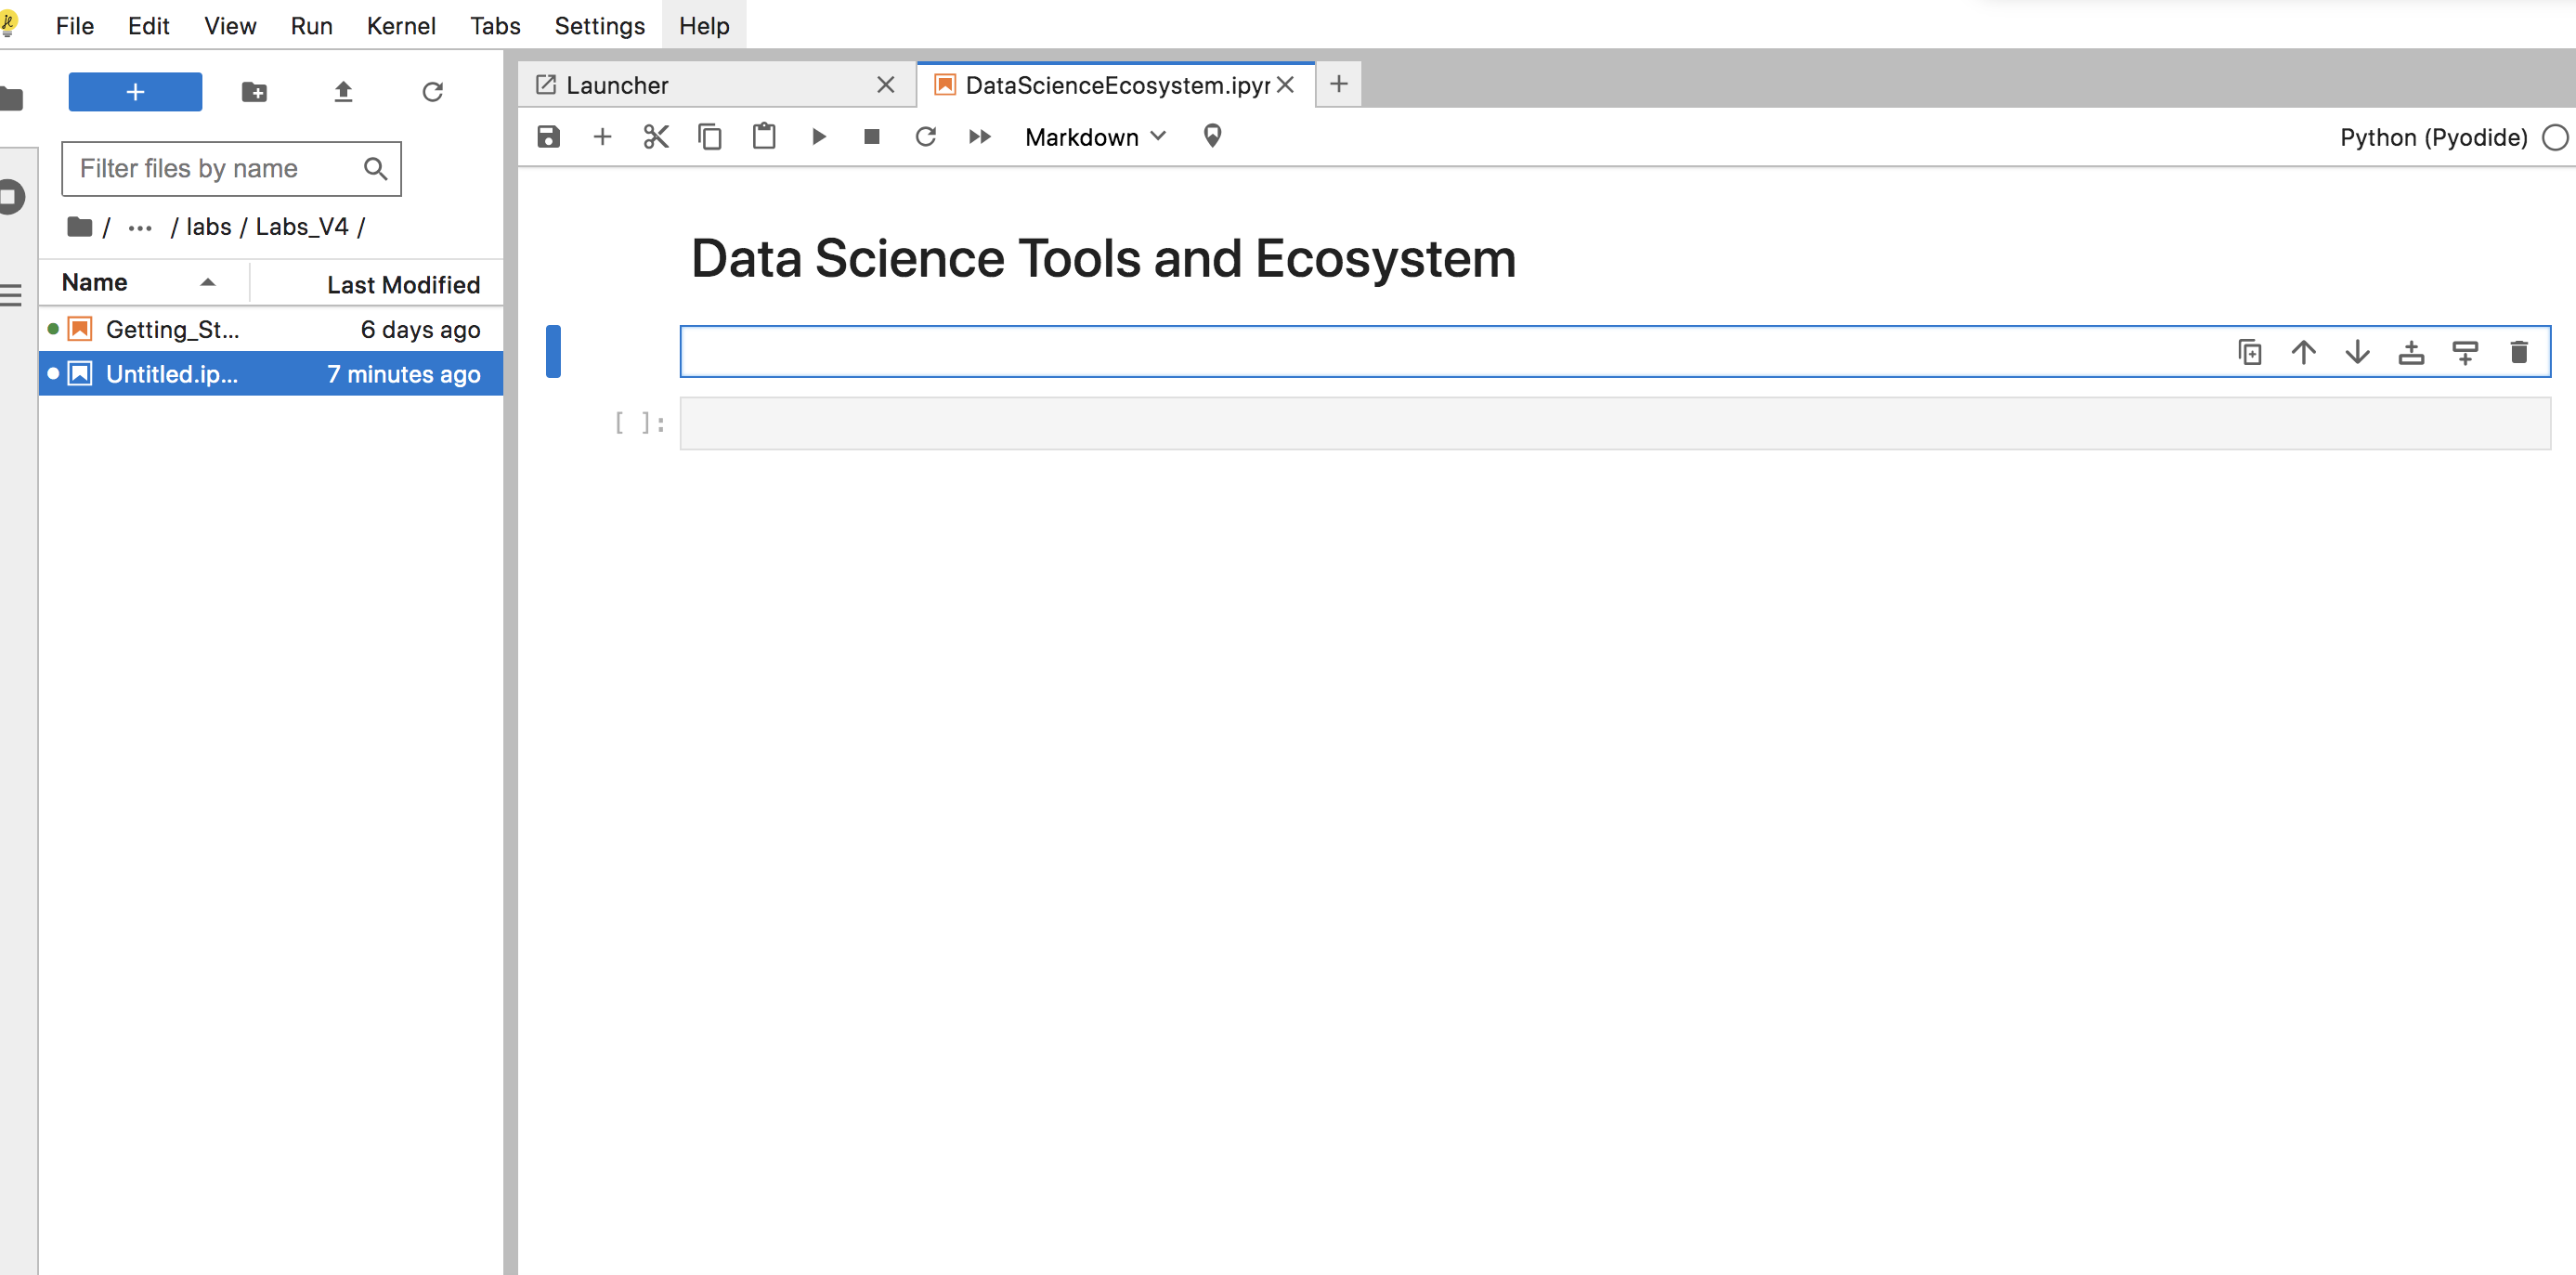 File Edit View Run Kernel Tabs Settings Help
Launcher
DataScienceEcosystem.ipyr
Markdown
Python (Pyodide)
Filter files by name
/ ... / labs / Labs_V4 /
Name Last Modified
Getting_St... 6 days ago
Untitled.ip... 7 minutes ago
Data Science Tools and Ecosystem
[ ]: